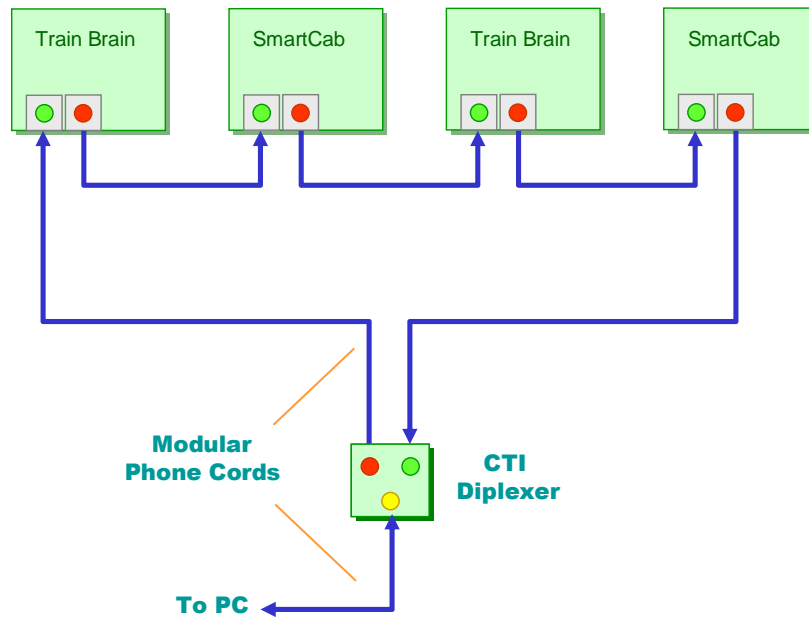 Train Brain
SmartCab
Train Brain
SmartCab
Modular
Phone Cords
CTI
Diplexer
To PC